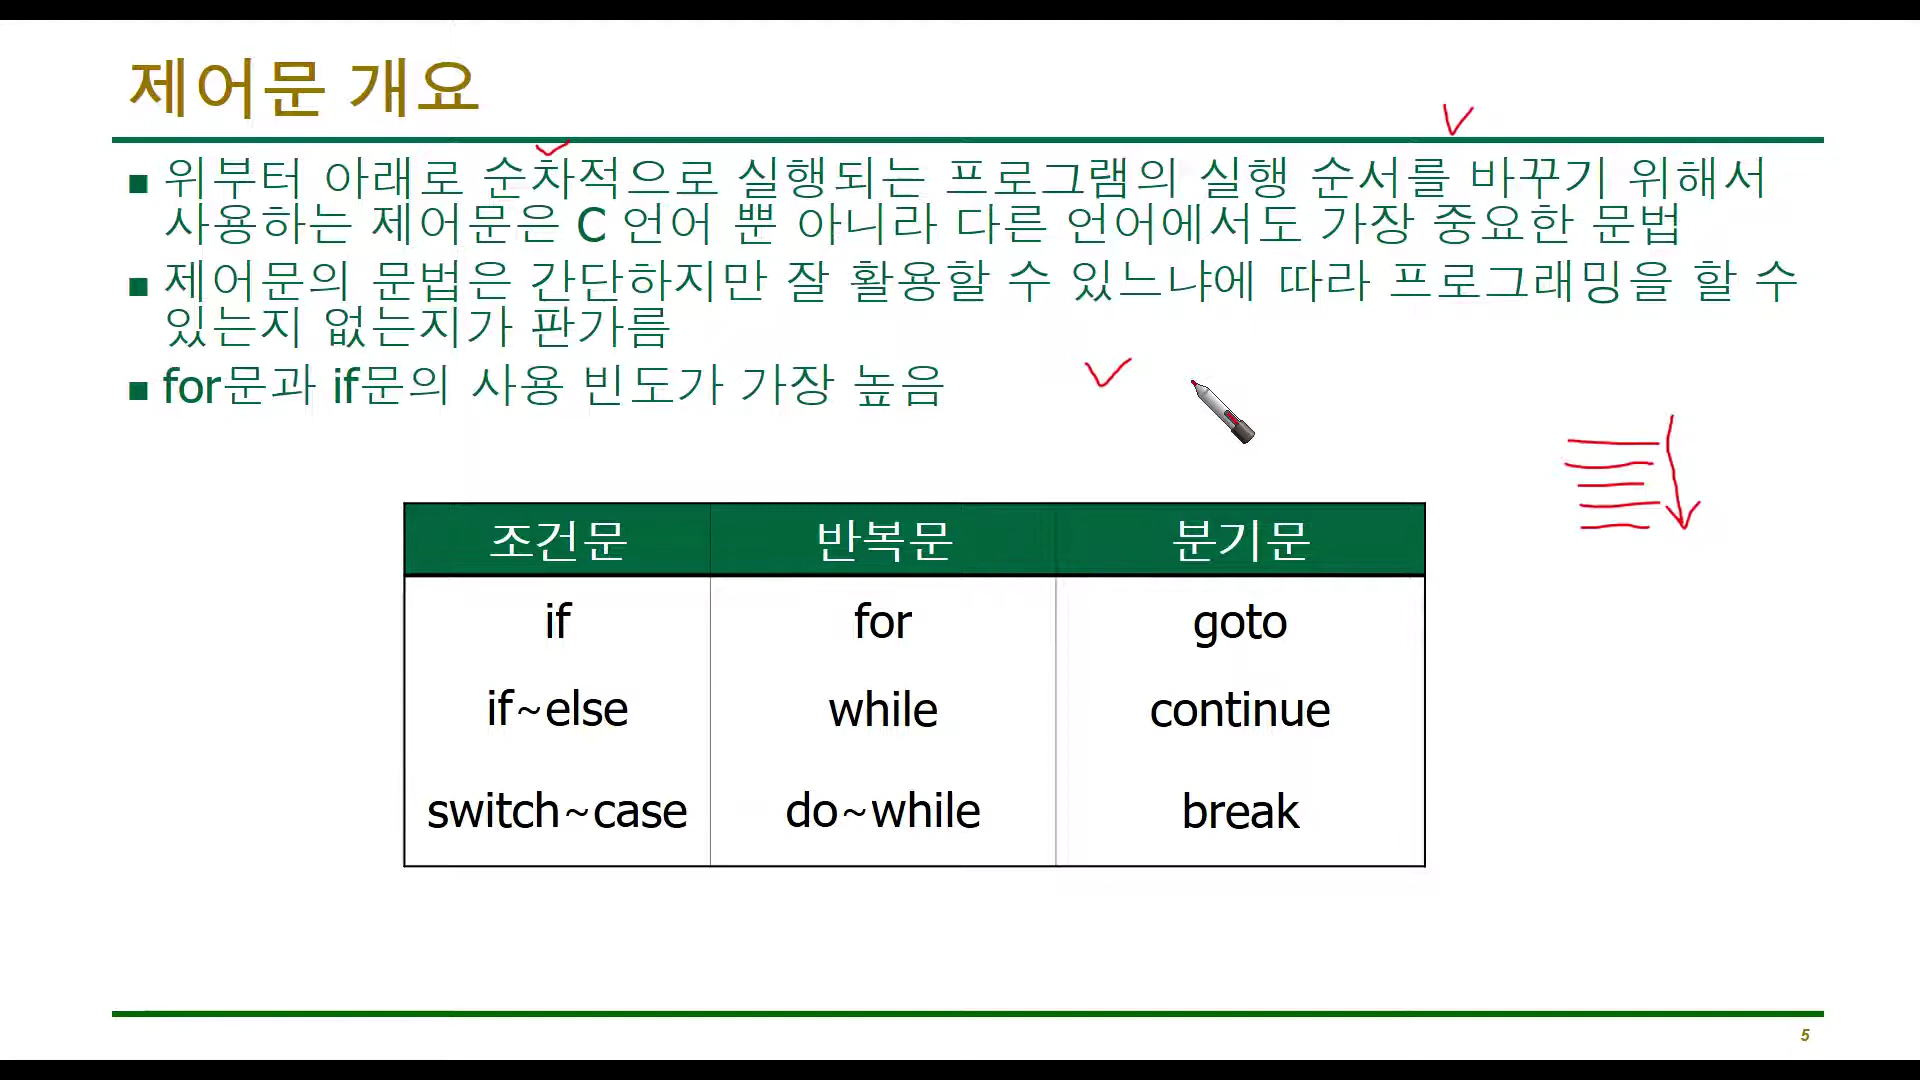 제어문 개요
위부터 아래로 순차적으로 실행되는 프로그램의 실행 순서를 바꾸기 위해서
사용하는 제어문은 C 언어 뿐 아니라 다른 언어에서도 가장 중요한 문법
제어문의 문법은 간단하지만 잘 활용할 수 있느냐에 따라 프로그래밍을 할 수
있는지 없는지가 판가름
for문과 if문의 사용 빈도가 가장 높음
조건문 반복문 분기문
if for goto
if~else while continue
switch~case do~while break
5